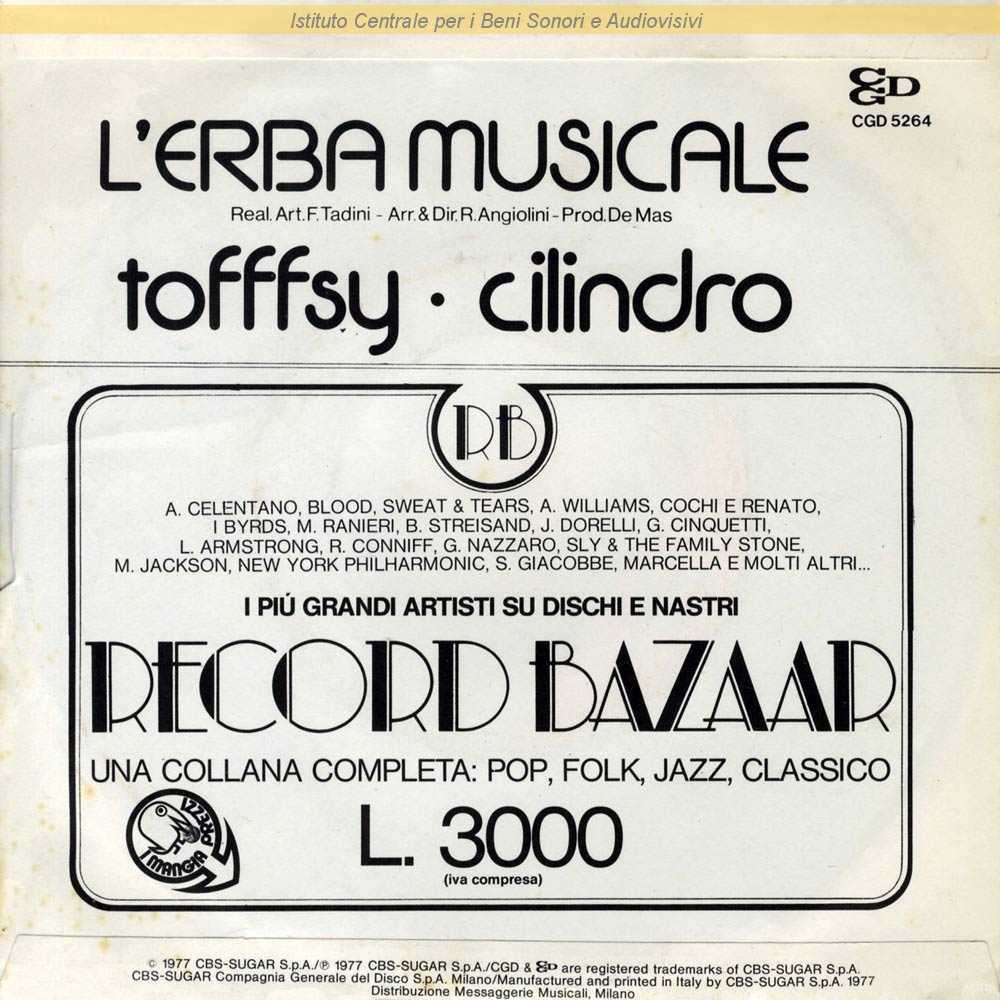 Istituto Centrale per i Beni Sonori e Audiovisivi
CGD
CGD 5264
L'ERBA MUSICALE
Real. Art. F. Tadini - Arr. & Dir. R. Angiolini - Prod. De Mas
tofffsy · cilindro
RB
A. CELENTANO, BLOOD, SWEAT & TEARS, A. WILLIAMS, COCHI E RENATO,
I BYRDS, M. RANIERI, B. STREISAND, J. DORELLI, G. CINQUETTI,
L. ARMSTRONG, R. CONNIFF, G. NAZZARO, SLY & THE FAMILY STONE,
M. JACKSON, NEW YORK PHILHARMONIC, S. GIACOBBE, MARCELLA E MOLTI ALTRI...
I PIÚ GRANDI ARTISTI SU DISCHI E NASTRI
RECORD BAZAAR
UNA COLLANA COMPLETA: POP, FOLK, JAZZ, CLASSICO
I MANGIA PREZZI
L. 3000
(iva compresa)
© 1977 CBS-SUGAR S.p.A./℗ 1977 CBS-SUGAR S.p.A./CGD & CGD are registered trademarks of CBS-SUGAR S.p.A.
CBS-SUGAR Compagnia Generale del Disco S.p.A. Milano/Manufactured and printed in Italy by CBS-SUGAR S.p.A. 1977
Distribuzione Messaggerie Musicali, Milano